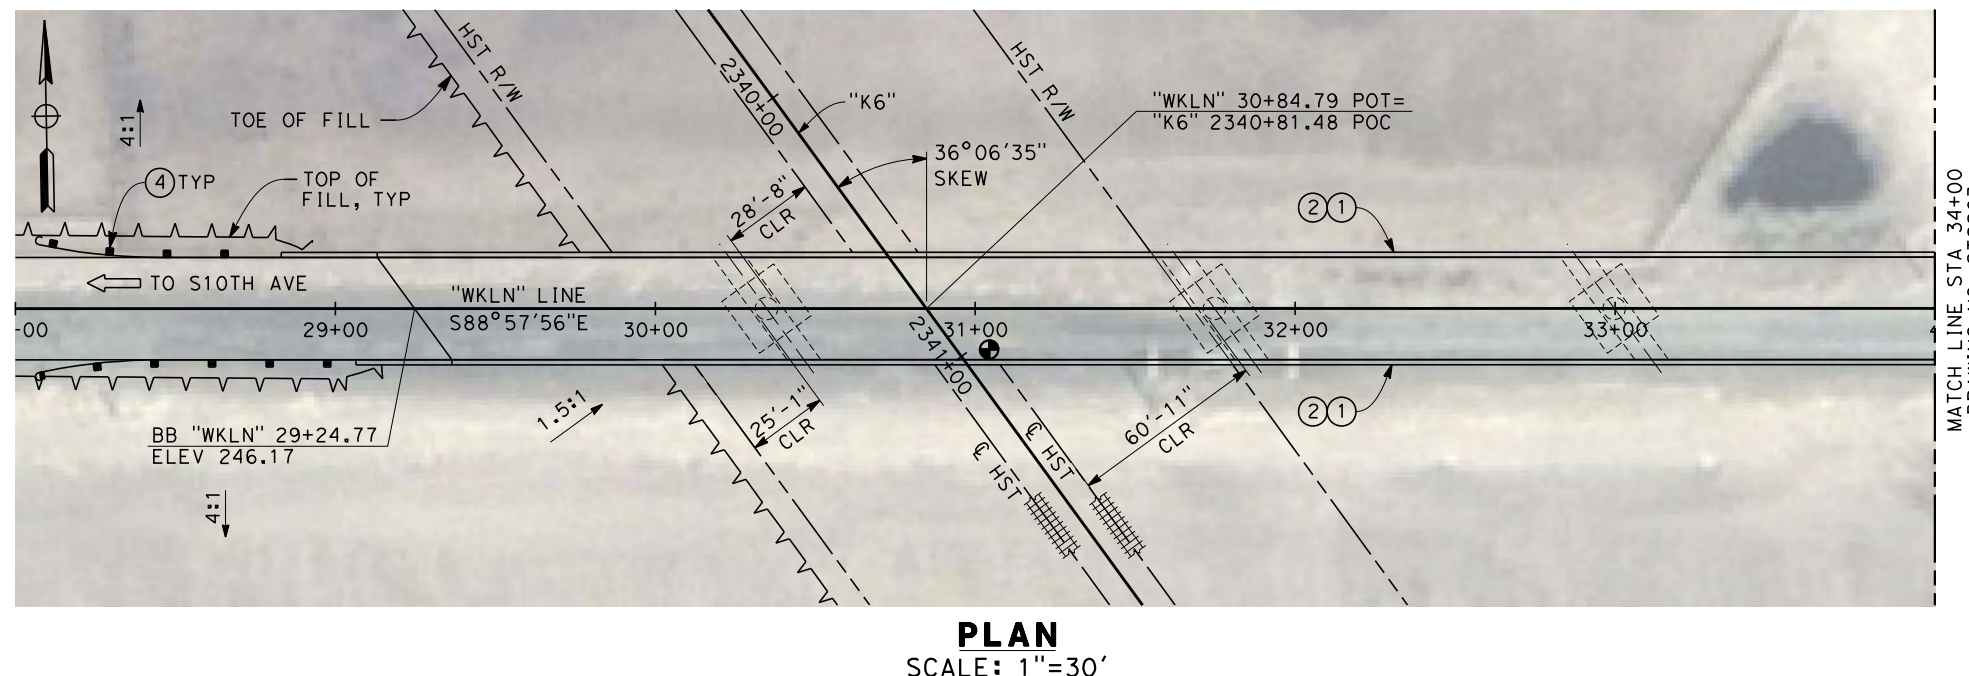 HST R/W
HST R/W
2340+00
"K6"
"WKLN" 30+84.79 POT=
"K6" 2340+81.48 POC
TOE OF FILL
4:1
36°06'35"
SKEW
4 TYP
TOP OF
FILL, TYP
28'-8"
CLR
2 1
TO S10TH AVE
"WKLN" LINE
S88°57'56"E
-00
29+00
30+00
31+00
32+00
33+00
2341+00
MATCH LINE STA 34+00
1.5:1
25'-1"
CLR
60'-11"
CLR
2 1
BB "WKLN" 29+24.77
ELEV 246.17
℄ HST
℄ HST
4:1
PLAN
SCALE: 1"=30'